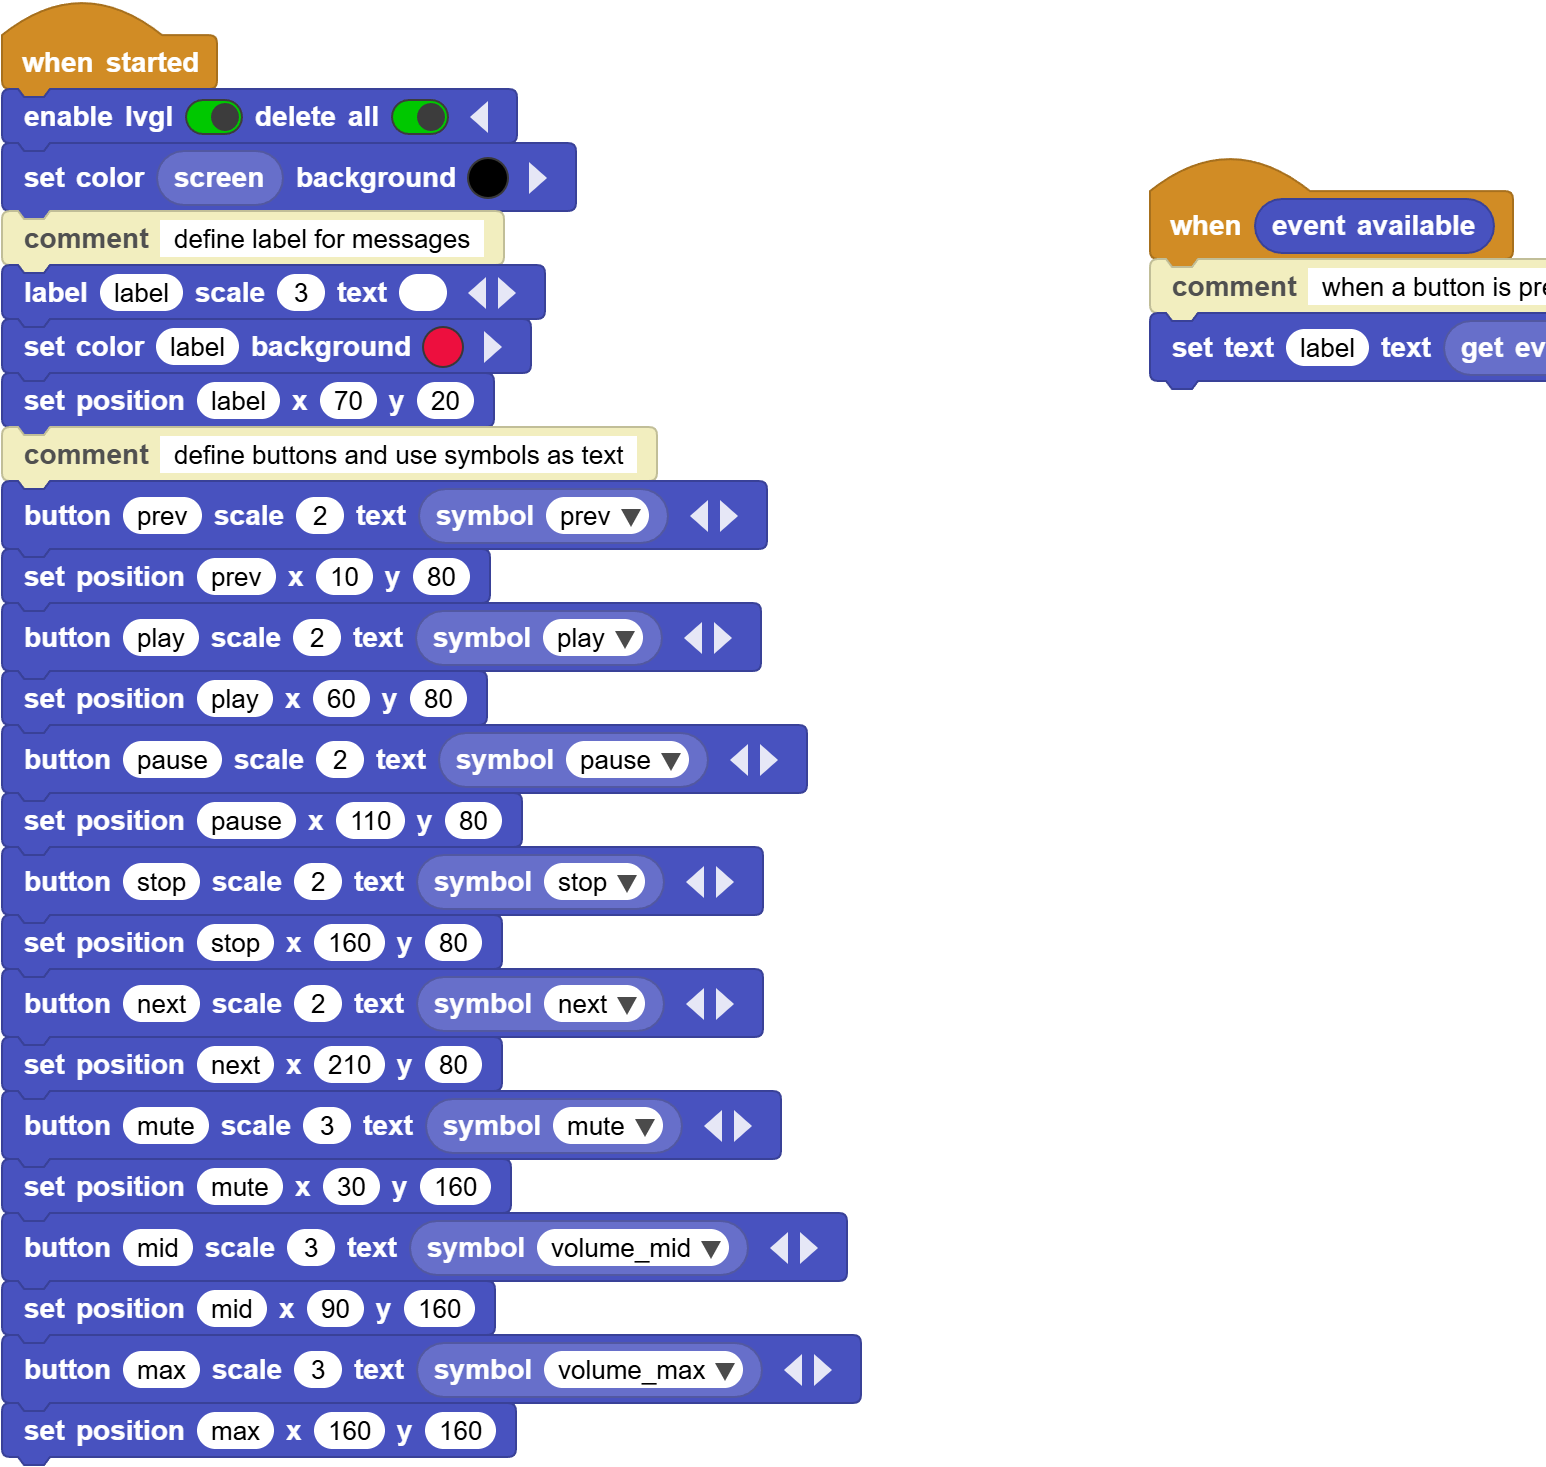 when started
enable lvgl delete all
set color screen background
comment define label for messages
label label scale 3 text
set color label background
set position label x 70 y 20
comment define buttons and use symbols as text
button prev scale 2 text symbol prev
set position prev x 10 y 80
button play scale 2 text symbol play
set position play x 60 y 80
button pause scale 2 text symbol pause
set position pause x 110 y 80
button stop scale 2 text symbol stop
set position stop x 160 y 80
button next scale 2 text symbol next
set position next x 210 y 80
button mute scale 3 text symbol mute
set position mute x 30 y 160
button mid scale 3 text symbol volume_mid
set position mid x 90 y 160
button max scale 3 text symbol volume_max
set position max x 160 y 160
when event available
comment when a button is
set text label text get